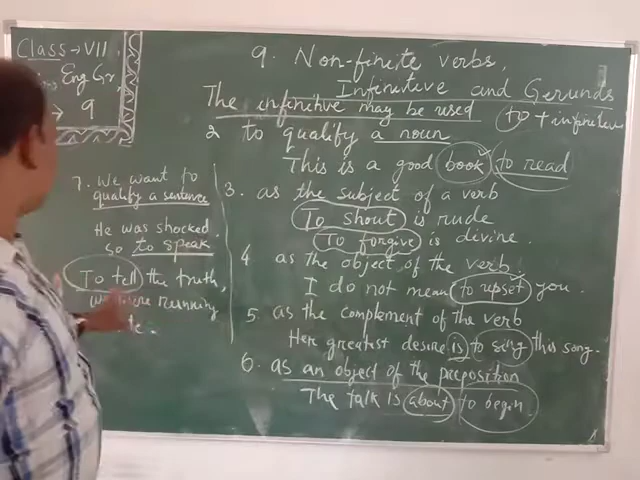 Class → VII
Eng Gr,
→ 9
9. Non-finite verbs,
Infinitive and Gerunds
The infinitive may be used
to + infinitive
2 to qualify a noun
This is a good book to read
3. as the subject of a verb
To shout is rude
To forgive is divine.
4 as the object of the verb
I do not mean to upset you.
5. as the complement of the verb
Her greatest desire is to sing this song.
6. as an object of the preposition
The talk is about to begin.
7. We want to
qualify a sentence
He was shocked
so to speak
To tell the truth,
running